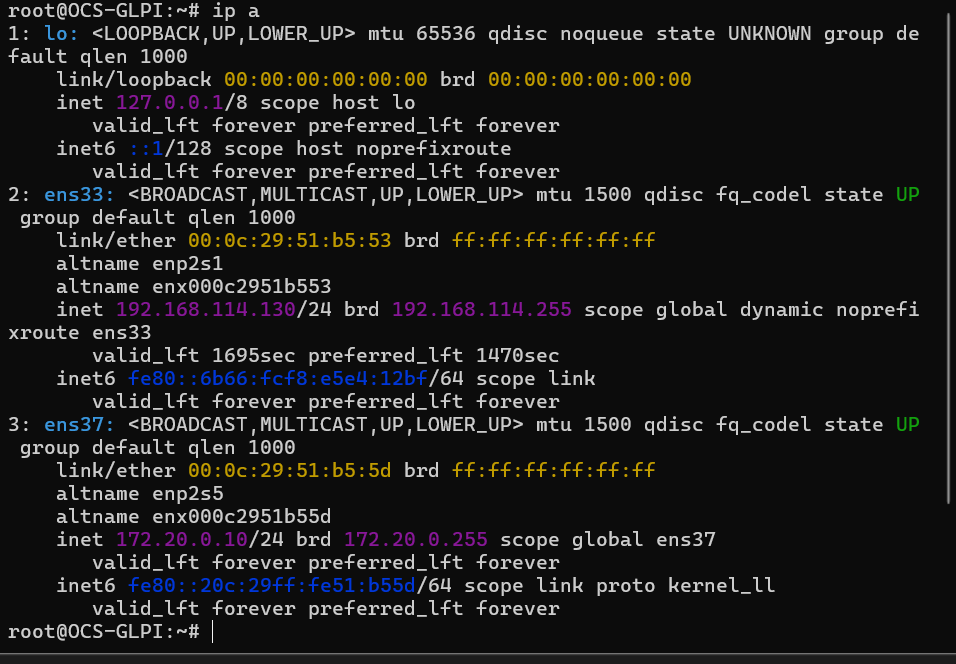 root@OCS-GLPI:~# ip a
1: lo: <LOOPBACK,UP,LOWER_UP> mtu 65536 qdisc noqueue state UNKNOWN group de
fault qlen 1000
    link/loopback 00:00:00:00:00:00 brd 00:00:00:00:00:00
    inet 127.0.0.1/8 scope host lo
       valid_lft forever preferred_lft forever
    inet6 ::1/128 scope host noprefixroute
       valid_lft forever preferred_lft forever
2: ens33: <BROADCAST,MULTICAST,UP,LOWER_UP> mtu 1500 qdisc fq_codel state UP
 group default qlen 1000
    link/ether 00:0c:29:51:b5:53 brd ff:ff:ff:ff:ff:ff
    altname enp2s1
    altname enx000c2951b553
    inet 192.168.114.130/24 brd 192.168.114.255 scope global dynamic noprefi
xroute ens33
       valid_lft 1695sec preferred_lft 1470sec
    inet6 fe80::6b66:fcf8:e5e4:12bf/64 scope link
       valid_lft forever preferred_lft forever
3: ens37: <BROADCAST,MULTICAST,UP,LOWER_UP> mtu 1500 qdisc fq_codel state UP
 group default qlen 1000
    link/ether 00:0c:29:51:b5:5d brd ff:ff:ff:ff:ff:ff
    altname enp2s5
    altname enx000c2951b55d
    inet 172.20.0.10/24 brd 172.20.0.255 scope global ens37
       valid_lft forever preferred_lft forever
    inet6 fe80::20c:29ff:fe51:b55d/64 scope link proto kernel_ll
       valid_lft forever preferred_lft forever
root@OCS-GLPI:~#